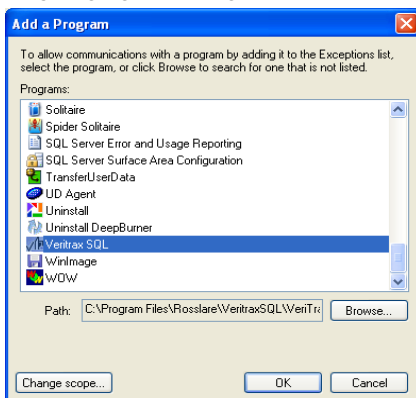 Add a Program
To allow communications with a program by adding it to the Exceptions list,
select the program, or click Browse to search for one that is not listed.
Programs:
Solitaire
Spider Solitaire
SQL Server Error and Usage Reporting
SQL Server Surface Area Configuration
TransferUserData
UD Agent
Uninstall
Uninstall DeepBurner
Veritrax SQL
WinImage
WOW
Path: C:\Program Files\Rosslare\VeritraxSQL\VeriTra Browse...
Change scope... OK Cancel